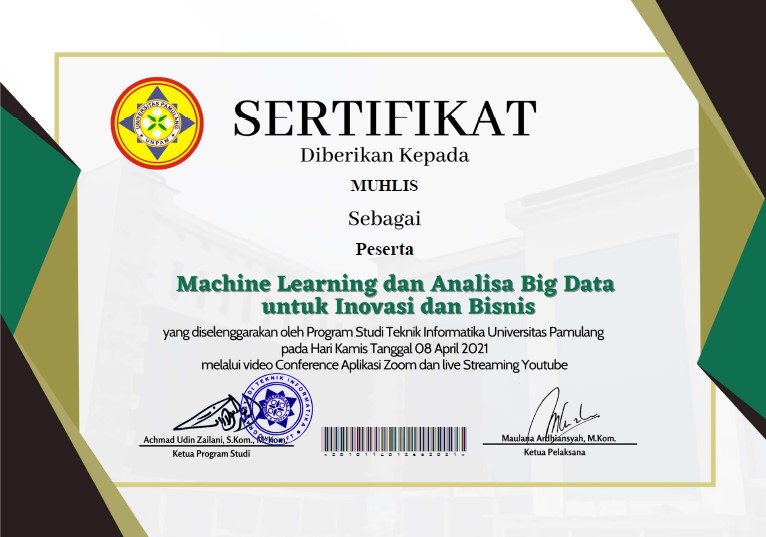 UNIVERSITAS PAMULANG
UNPAM
SERTIFIKAT
Diberikan Kepada
MUHLIS
Sebagai
Peserta
Machine Learning dan Analisa Big Data
untuk Inovasi dan Bisnis
yang diselenggarakan oleh Program Studi Teknik Informatika Universitas Pamulang
pada Hari Kamis Tanggal 08 April 2021
melalui video Conference Aplikasi Zoom dan live Streaming Youtube
TEKNIK INFORMATIKA
Achmad Udin Zailani, S.Kom., M.Kom.
Ketua Program Studi
Maulana Ardhiansyah, M.Kom.
Ketua Pelaksana